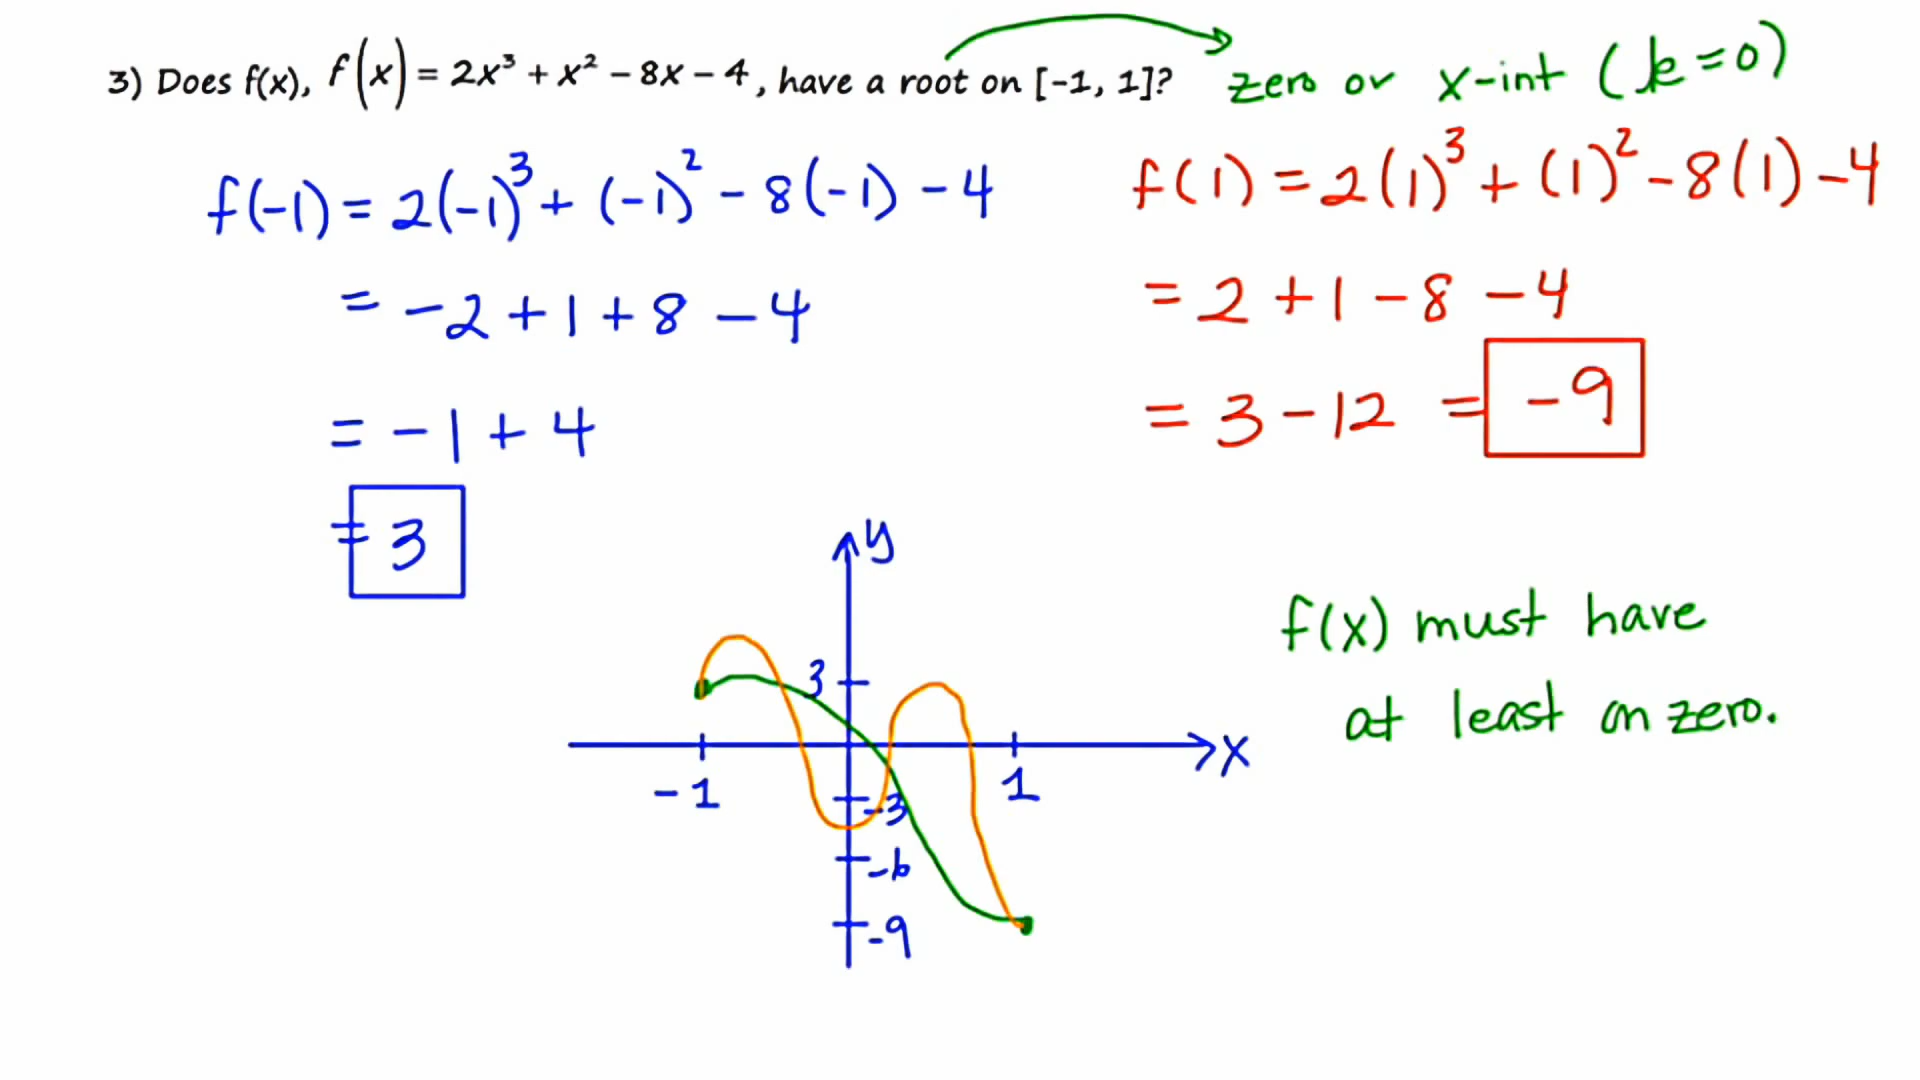 3) Does f(x), f(x) = 2x³ + x² − 8x − 4, have a root on [-1, 1]?
zero or x-int (k = 0)
f(-1) = 2(-1)³ + (-1)² − 8(-1) − 4
= -2 + 1 + 8 − 4
= -1 + 4
= 3
f(1) = 2(1)³ + (1)² − 8(1) − 4
= 2 + 1 − 8 − 4
= 3 − 12 = -9
y
3
x
-1
1
-3
-6
-9
f(x) must have
at least on zero.